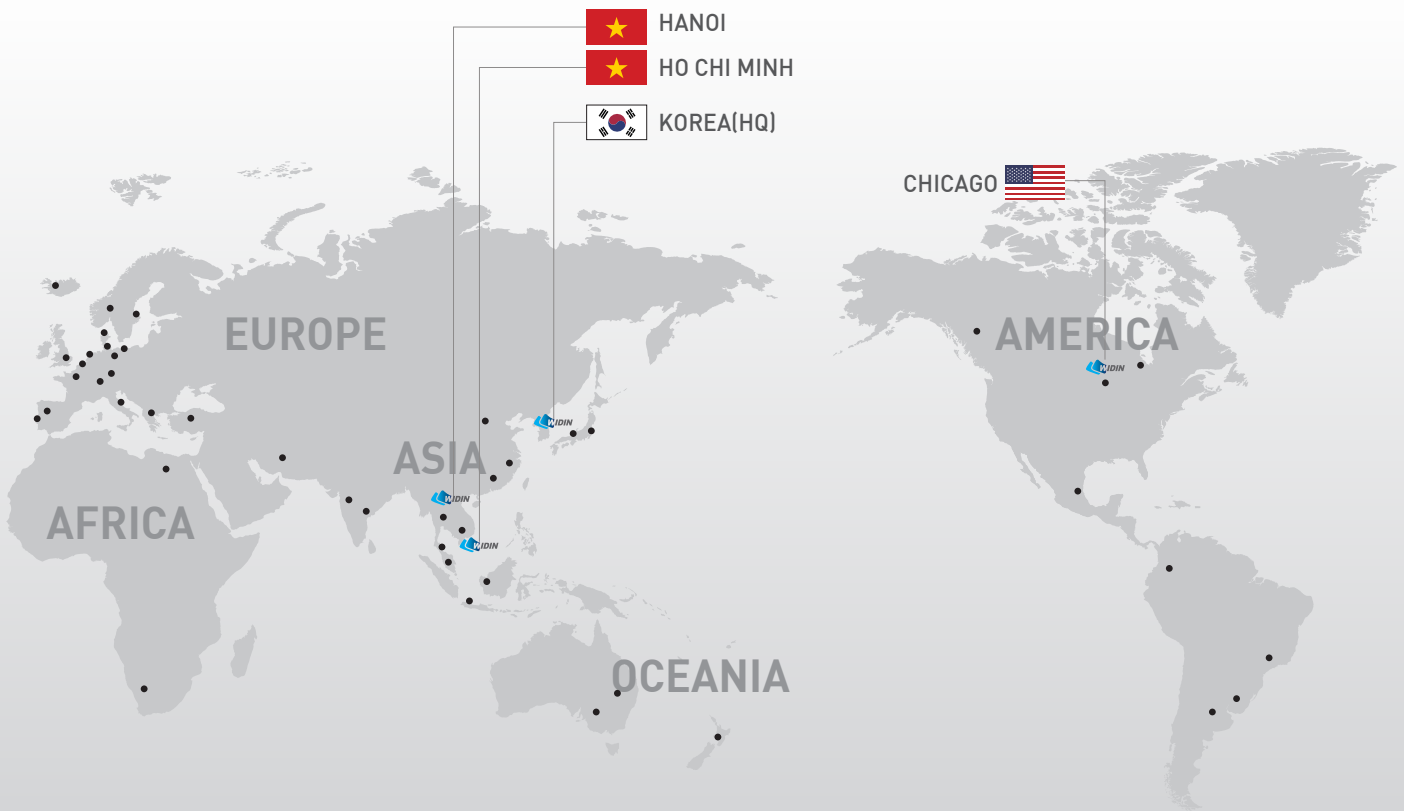 HANOI
HO CHI MINH
KOREA(HQ)
CHICAGO
EUROPE
AMERICA
WIDIN
WIDIN
ASIA
WIDIN
AFRICA
WIDIN
OCEANIA